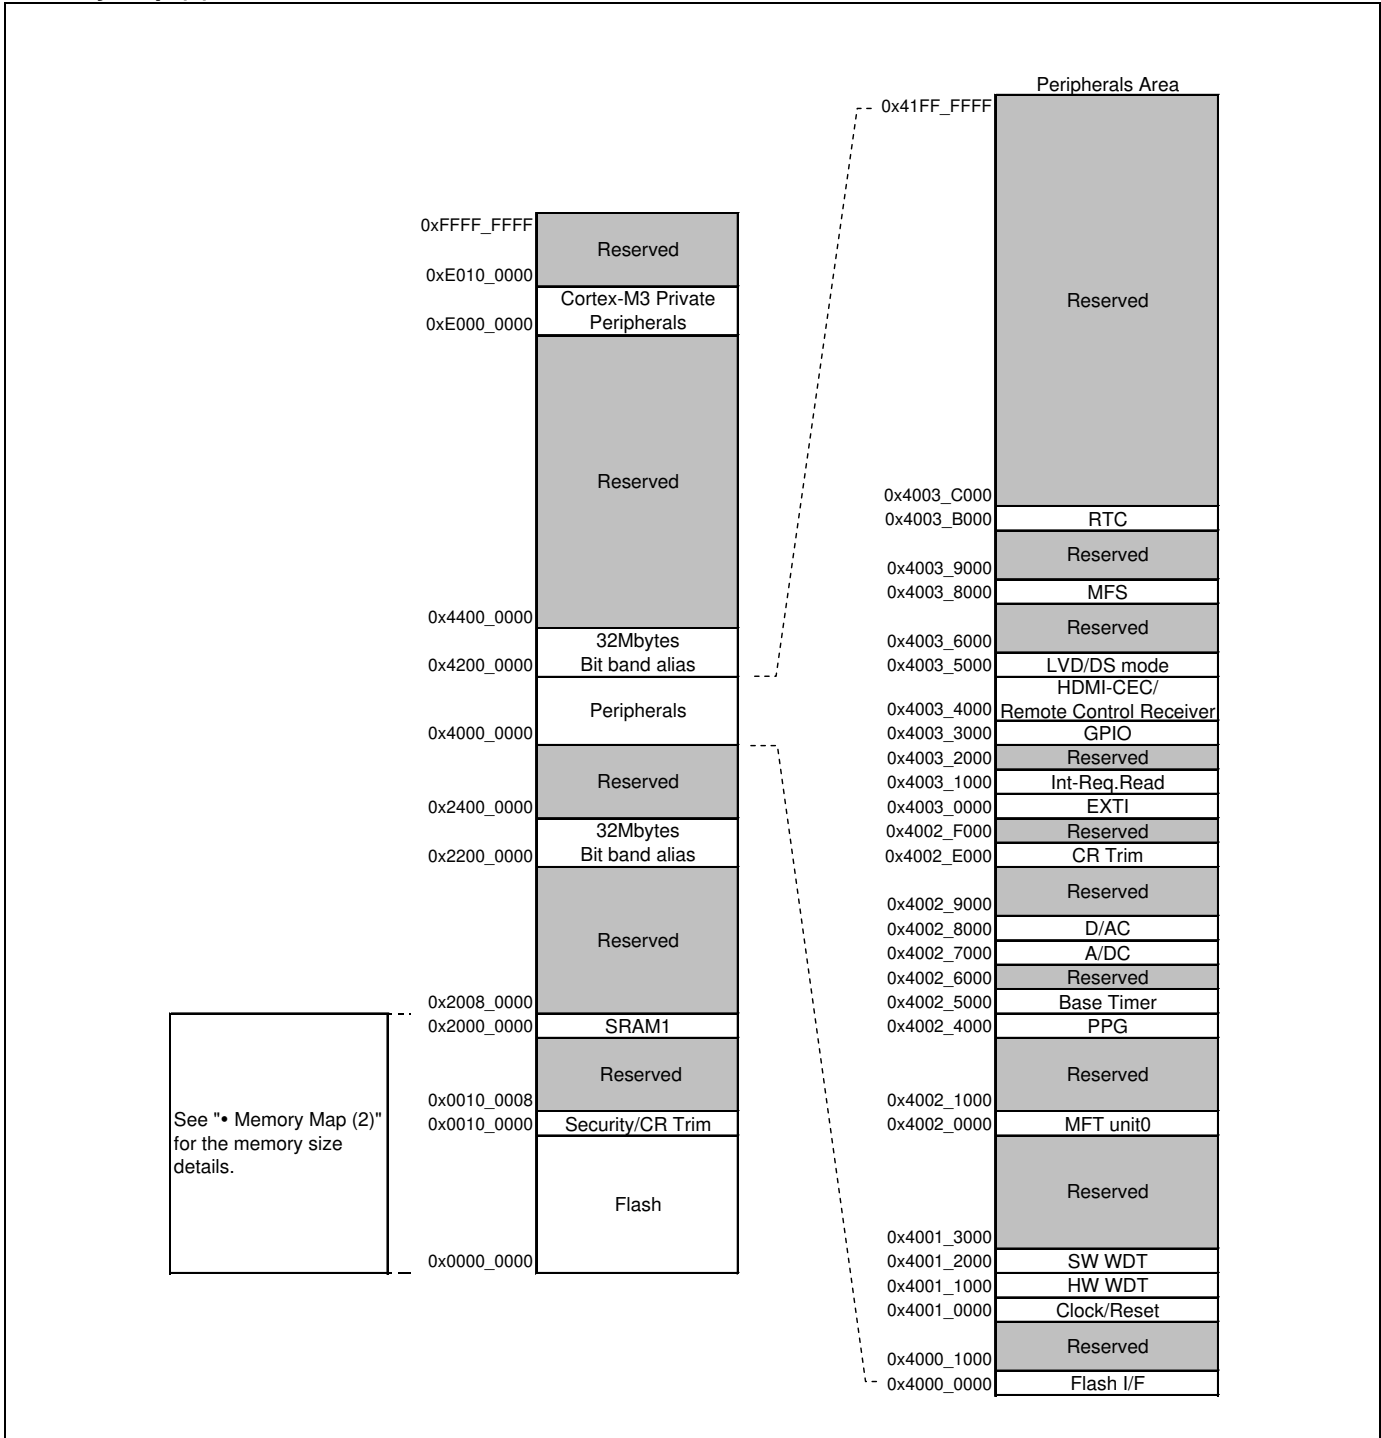 Peripherals Area
0x41FF_FFFF
Reserved
0x4003_C000
0x4003_B000 RTC
Reserved
0x4003_9000
0x4003_8000 MFS
Reserved
0x4003_6000
0x4003_5000 LVD/DS mode
HDMI-CEC/
0x4003_4000 Remote Control Receiver
0x4003_3000 GPIO
0x4003_2000 Reserved
0x4003_1000 Int-Req.Read
0x4003_0000 EXTI
0x4002_F000 Reserved
0x4002_E000 CR Trim
Reserved
0x4002_9000
0x4002_8000 D/AC
0x4002_7000 A/DC
0x4002_6000 Reserved
0x4002_5000 Base Timer
0x4002_4000 PPG
Reserved
0x4002_1000
0x4002_0000 MFT unit0
Reserved
0x4001_3000
0x4001_2000 SW WDT
0x4001_1000 HW WDT
0x4001_0000 Clock/Reset
Reserved
0x4000_1000
0x4000_0000 Flash I/F
0xFFFF_FFFF
Reserved
0xE010_0000
Cortex-M3 Private
0xE000_0000 Peripherals
Reserved
0x4400_0000
32Mbytes
0x4200_0000 Bit band alias
Peripherals
0x4000_0000
Reserved
0x2400_0000
32Mbytes
0x2200_0000 Bit band alias
Reserved
0x2008_0000
0x2000_0000 SRAM1
Reserved
0x0010_0008
0x0010_0000 Security/CR Trim
Flash
0x0000_0000
See "• Memory Map (2)"
for the memory size
details.